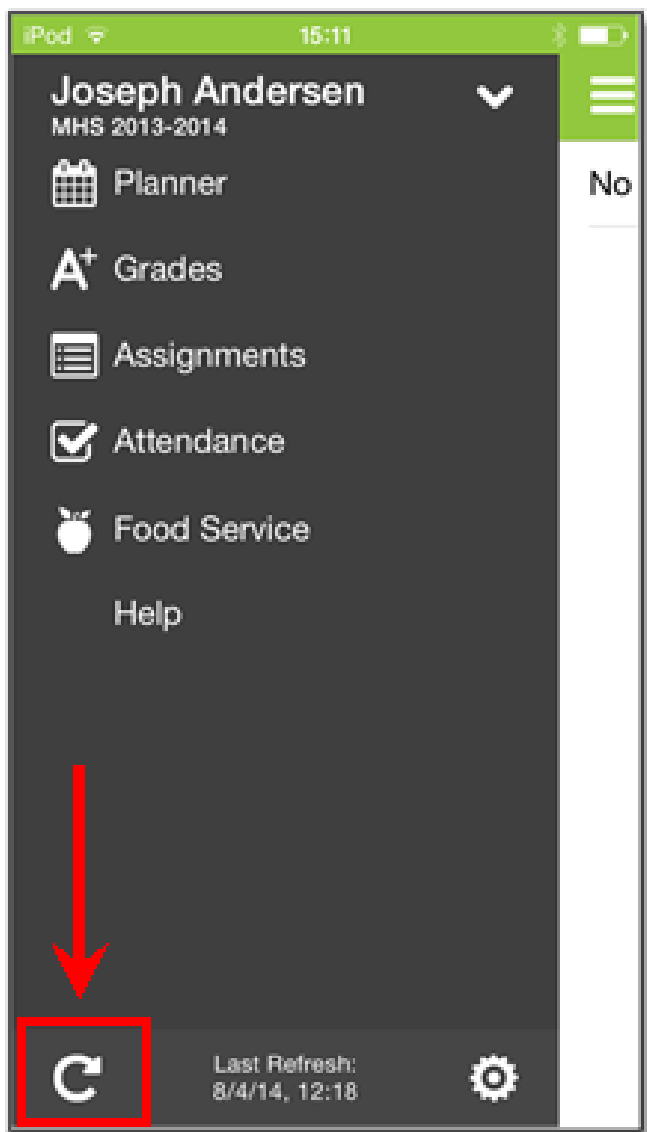 iPod 15:11
Joseph Andersen
MHS 2013-2014
Planner
No
A+ Grades
Assignments
Attendance
Food Service
Help
Last Refresh:
8/4/14, 12:18